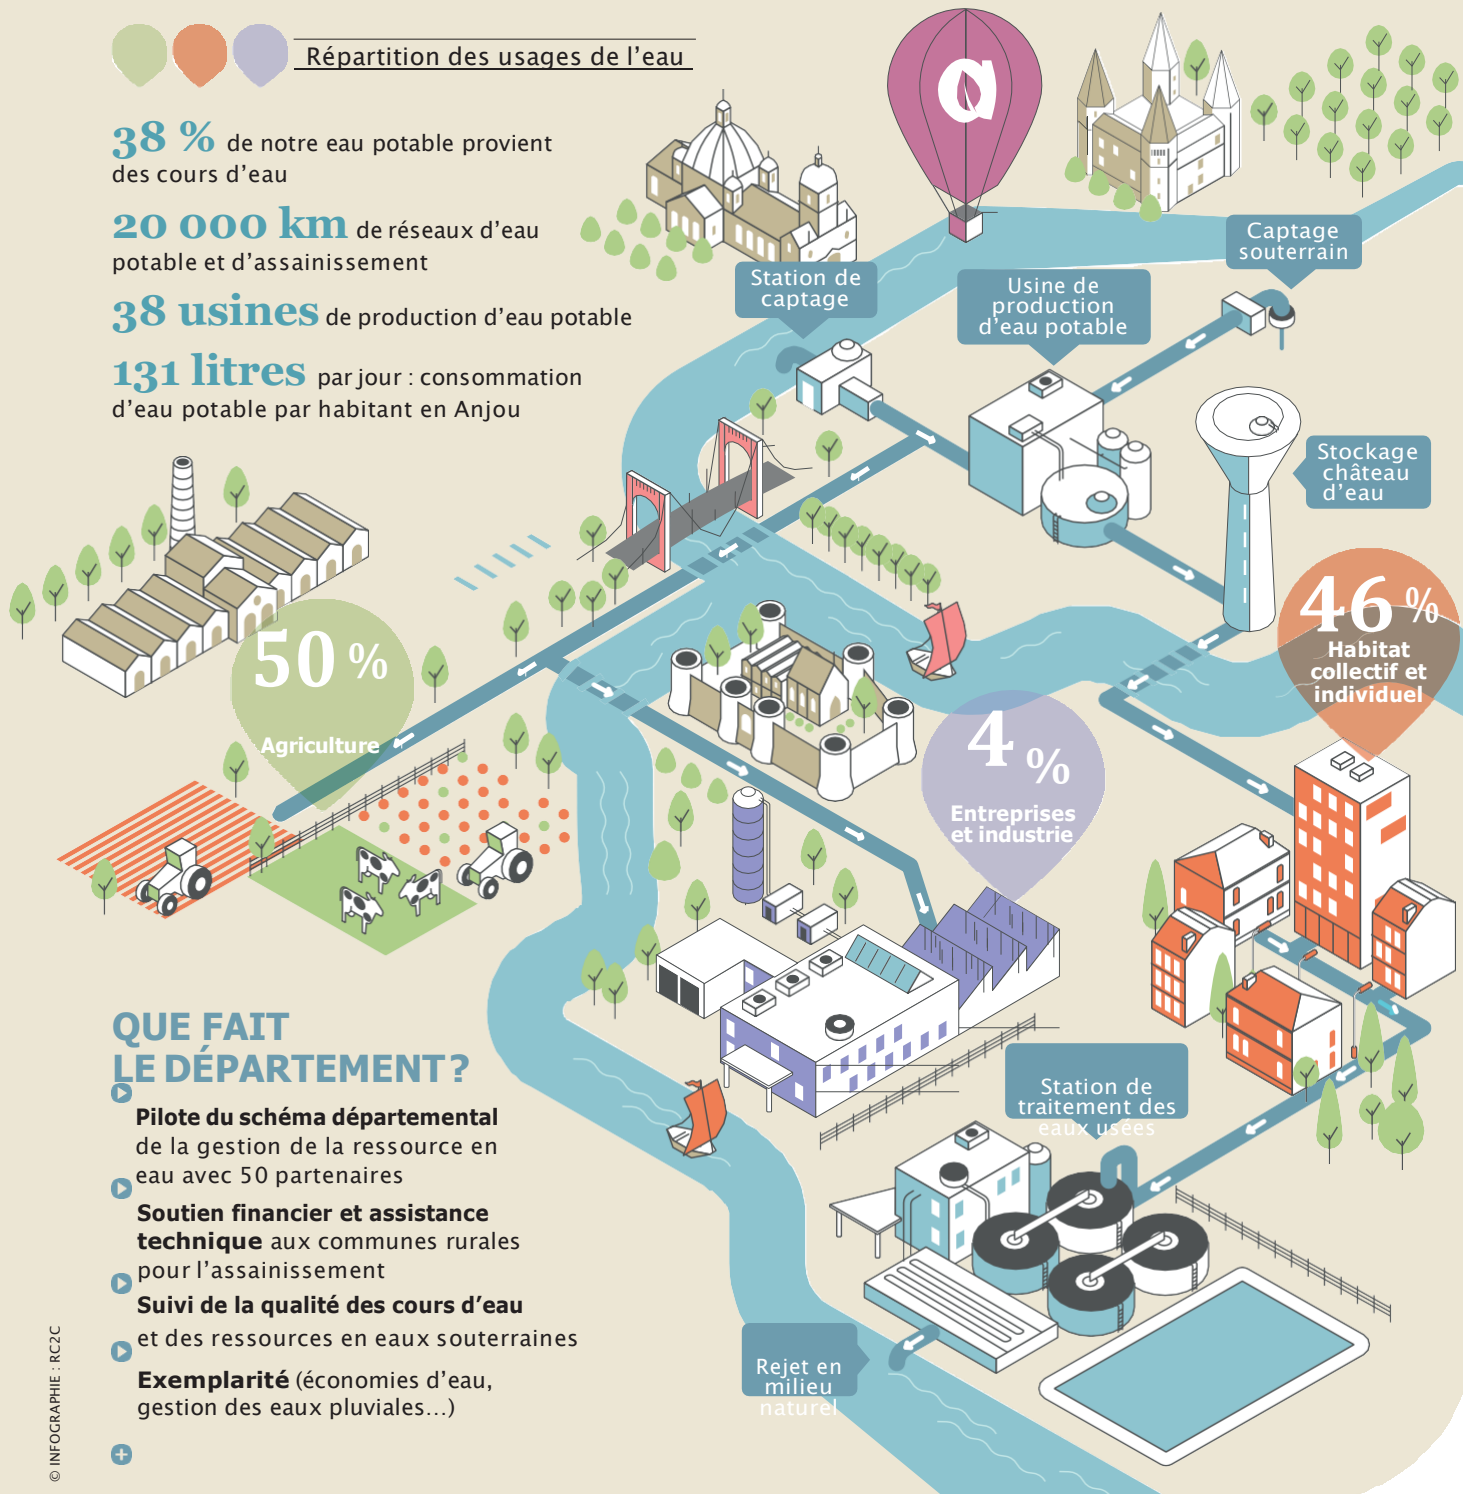 Répartition des usages de l'eau
38 % de notre eau potable provient
des cours d'eau
20 000 km de réseaux d'eau
potable et d'assainissement
38 usines de production d'eau potable
131 litres par jour : consommation
d'eau potable par habitant en Anjou
Station de
captage
Usine de
production
d'eau potable
Captage
souterrain
Stockage
château
d'eau
50 %
Agriculture
4 %
Entreprises
et industrie
46 %
Habitat
collectif et
individuel
Station de
traitement des
eaux usées
Rejet en
milieu
naturel
QUE FAIT
LE DÉPARTEMENT ?
Pilote du schéma départemental
de la gestion de la ressource en
eau avec 50 partenaires
Soutien financier et assistance
technique aux communes rurales
pour l'assainissement
Suivi de la qualité des cours d'eau
et des ressources en eaux souterraines
Exemplarité (économies d'eau,
gestion des eaux pluviales...)
© INFOGRAPHIE : RC2C